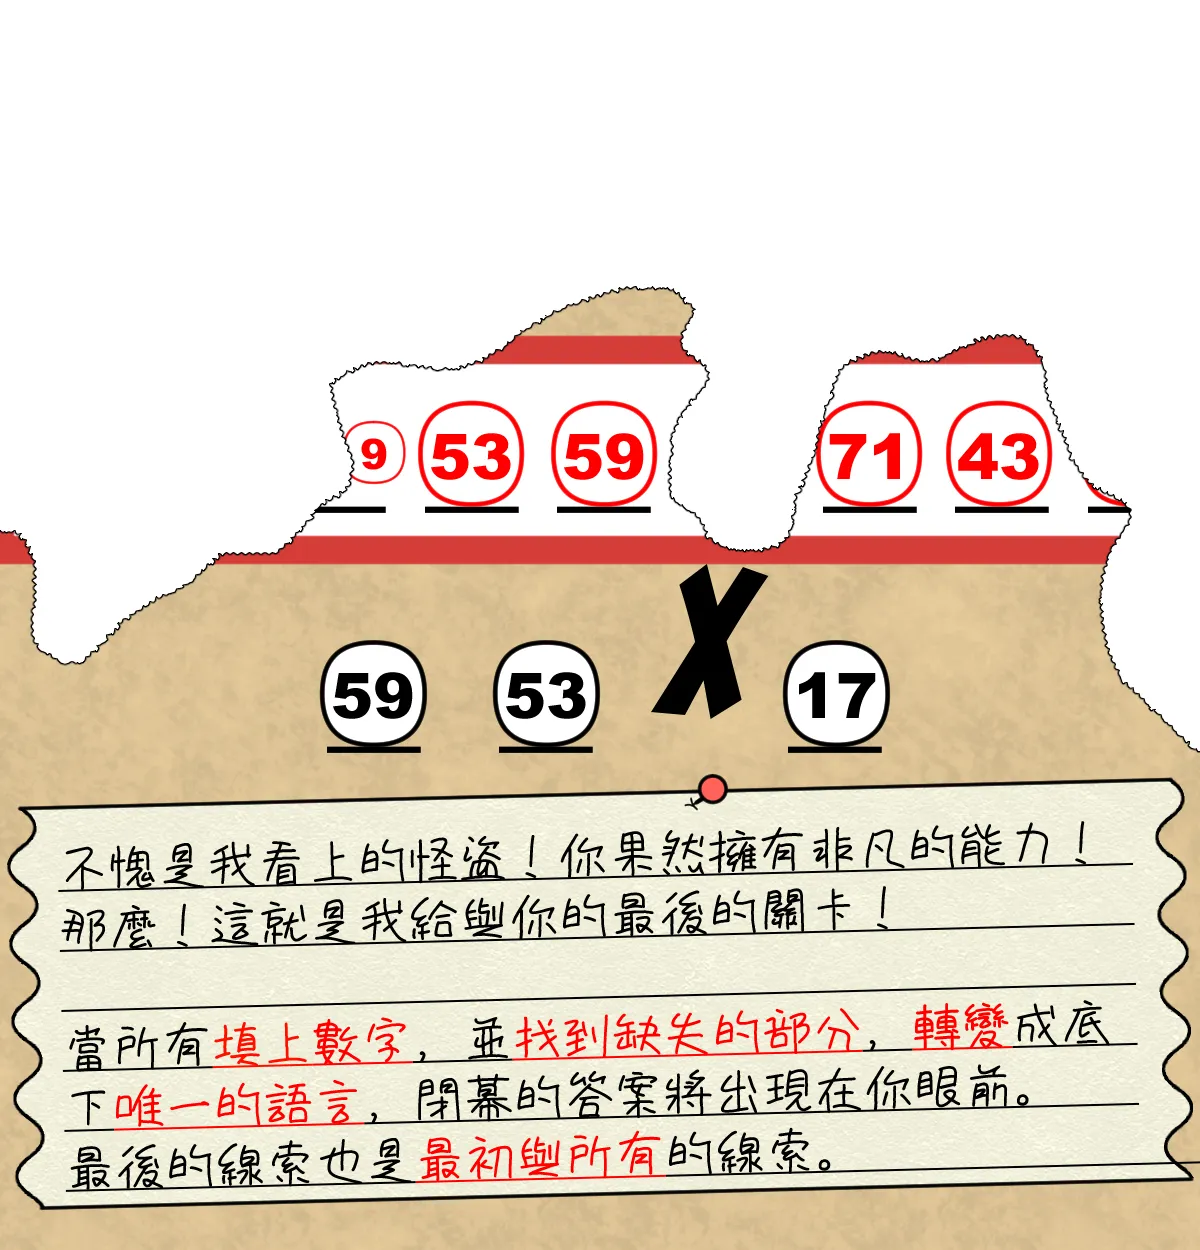 9 53 59 71 43
X
59 53 17
不愧是我看上的怪盜！你果然擁有非凡的能力！
那麼！這就是我給與你的最後的關卡！
當所有填上數字，並找到缺失的部分，轉變成底
下唯一的語言，閉幕的答案將出現在你眼前。
最後的線索也是最初與所有的線索。